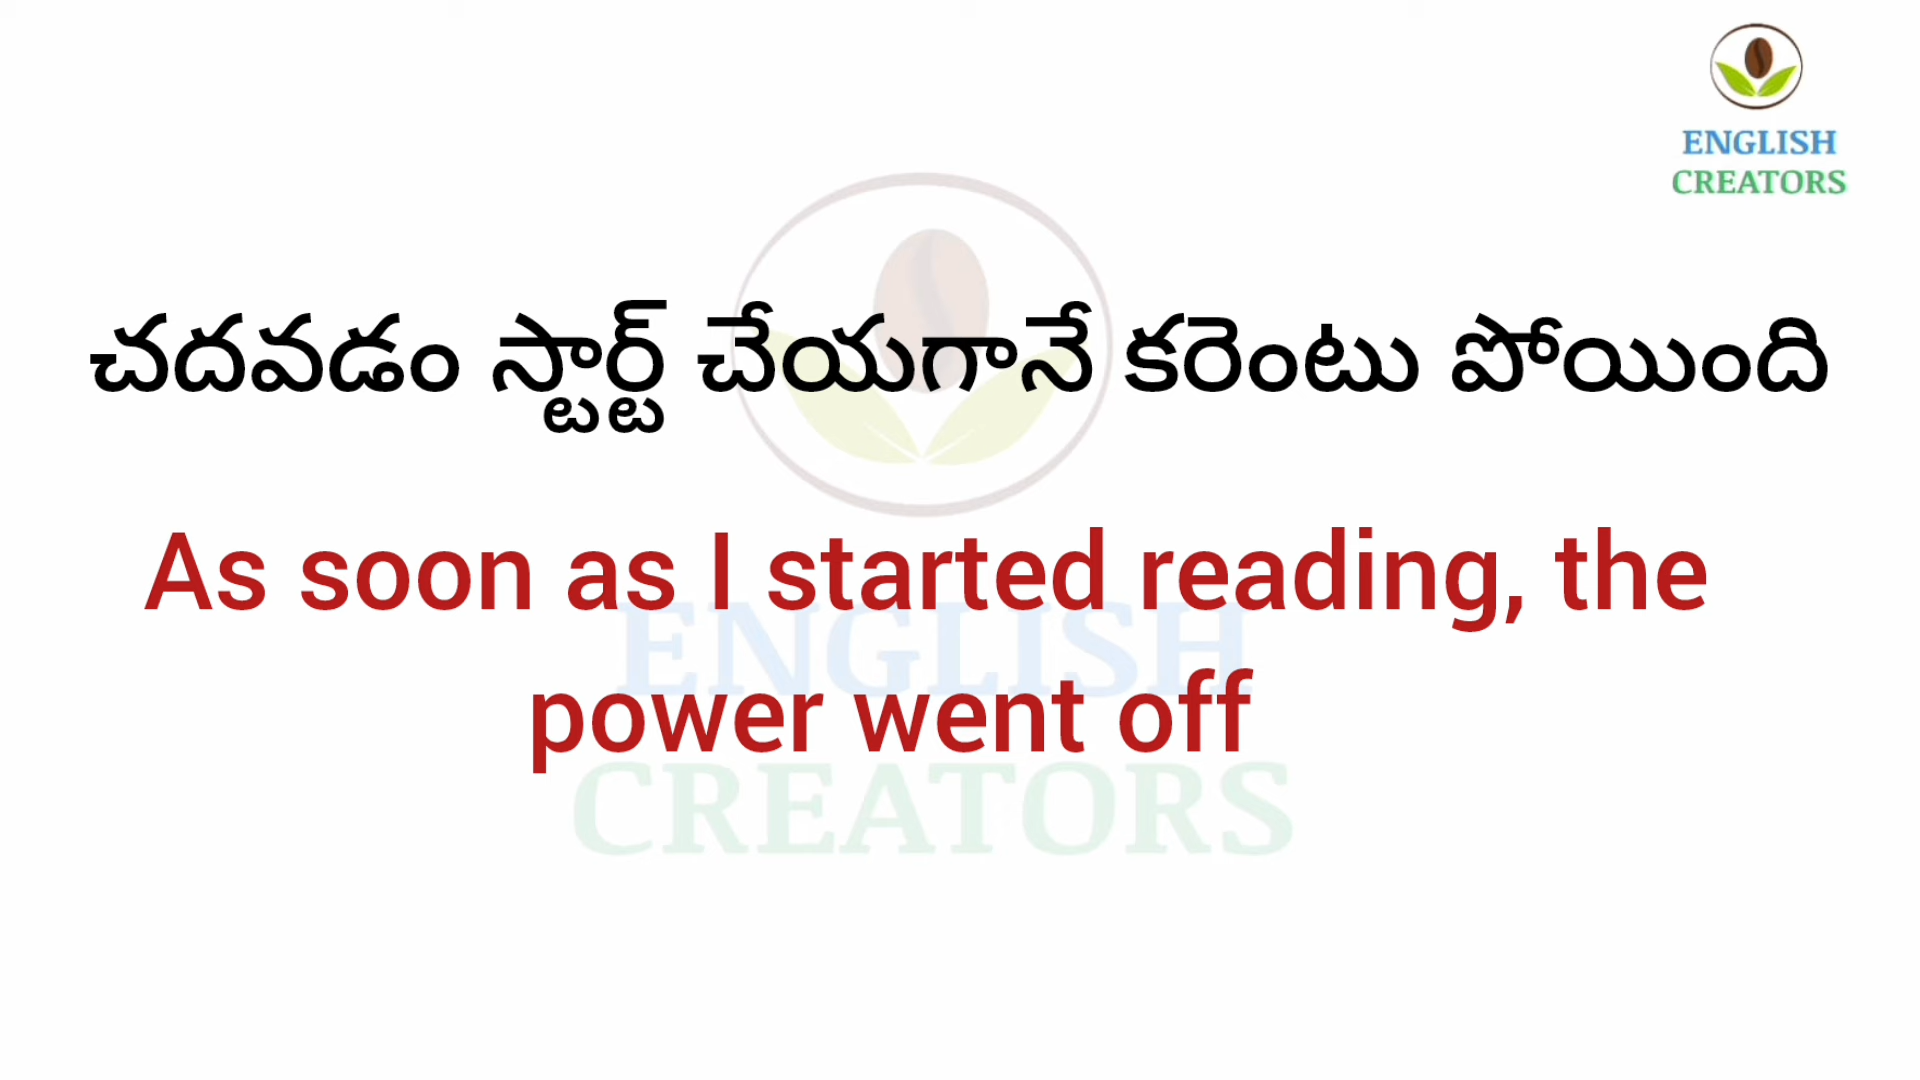 ENGLISH
CREATORS
చదవడం స్టార్ట్ చేయగానే కరెంటు పోయింది
As soon as I started reading, the
power went off
ENGLISH
CREATORS